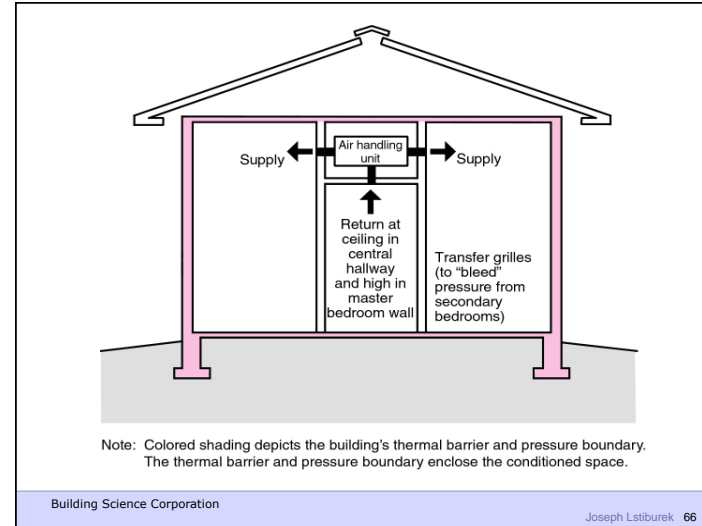 Supply
Air handling
unit
Supply
Return at
ceiling in
central
hallway
and high in
master
bedroom wall
Transfer grilles
(to “bleed”
pressure from
secondary
bedrooms)
Note: Colored shading depicts the building’s thermal barrier and pressure boundary.
The thermal barrier and pressure boundary enclose the conditioned space.
Building Science Corporation
Joseph Lstiburek 66